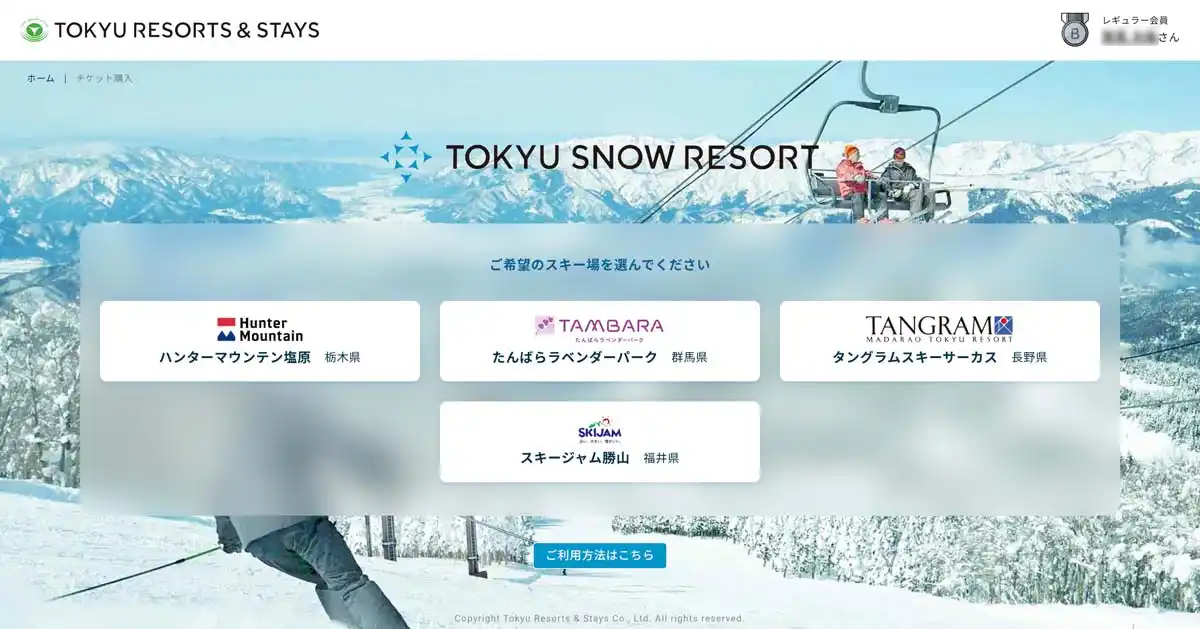 TOKYU RESORTS & STAYS
レギュラー会員
B
さん
ホーム | チケット購入
TOKYU SNOW RESORT
ご希望のスキー場を選んでください
Hunter
Mountain
ハンターマウンテン塩原 栃木県
TAMBARA
たんばらラベンダーパーク
たんばらラベンダーパーク 群馬県
TANGRAM
MADARAO TOKYU RESORT
タングラムスキーサーカス 長野県
SKIJAM
スキージャム勝山 福井県
ご利用方法はこちら
Copyright Tokyu Resorts & Stays Co., Ltd. All rights reserved.